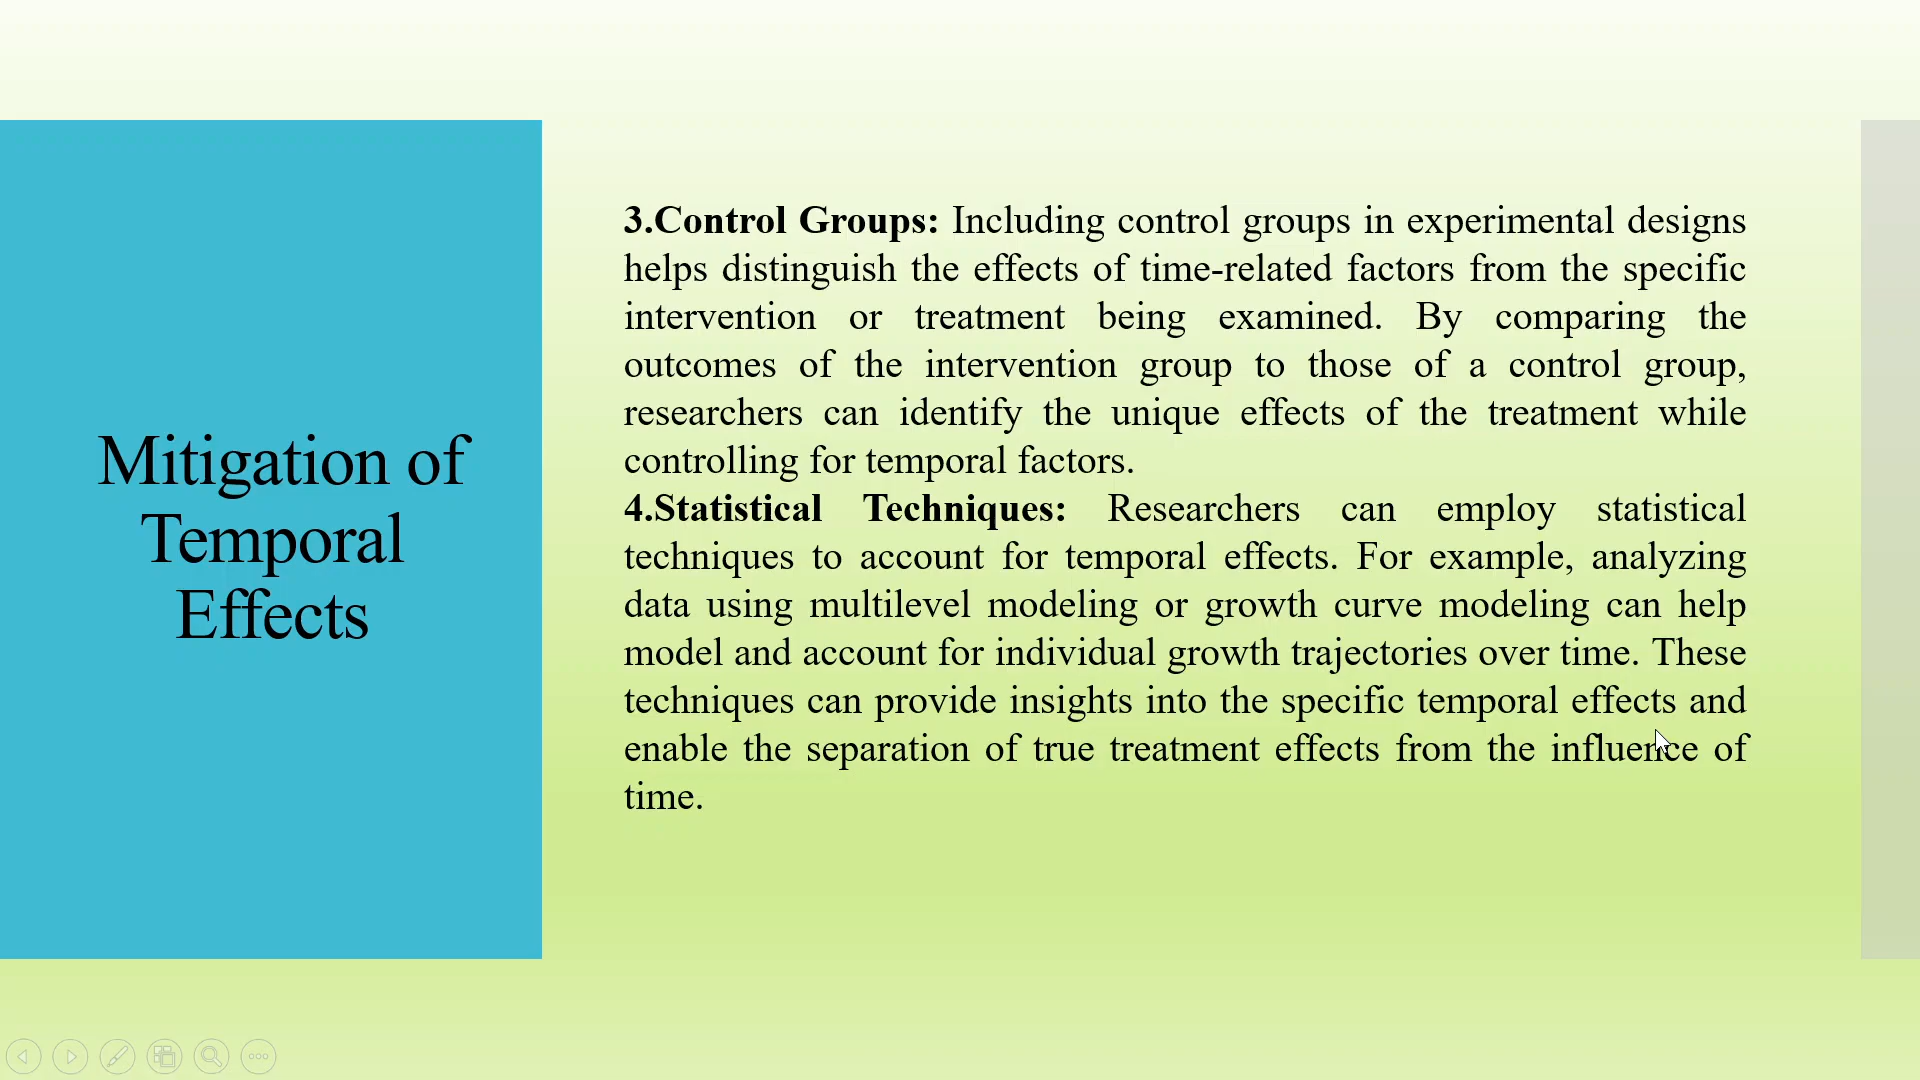 Mitigation of
Temporal
Effects
3.Control Groups: Including control groups in experimental designs
helps distinguish the effects of time-related factors from the specific
intervention or treatment being examined. By comparing the
outcomes of the intervention group to those of a control group,
researchers can identify the unique effects of the treatment while
controlling for temporal factors.
4.Statistical Techniques: Researchers can employ statistical
techniques to account for temporal effects. For example, analyzing
data using multilevel modeling or growth curve modeling can help
model and account for individual growth trajectories over time. These
techniques can provide insights into the specific temporal effects and
enable the separation of true treatment effects from the influence of
time.